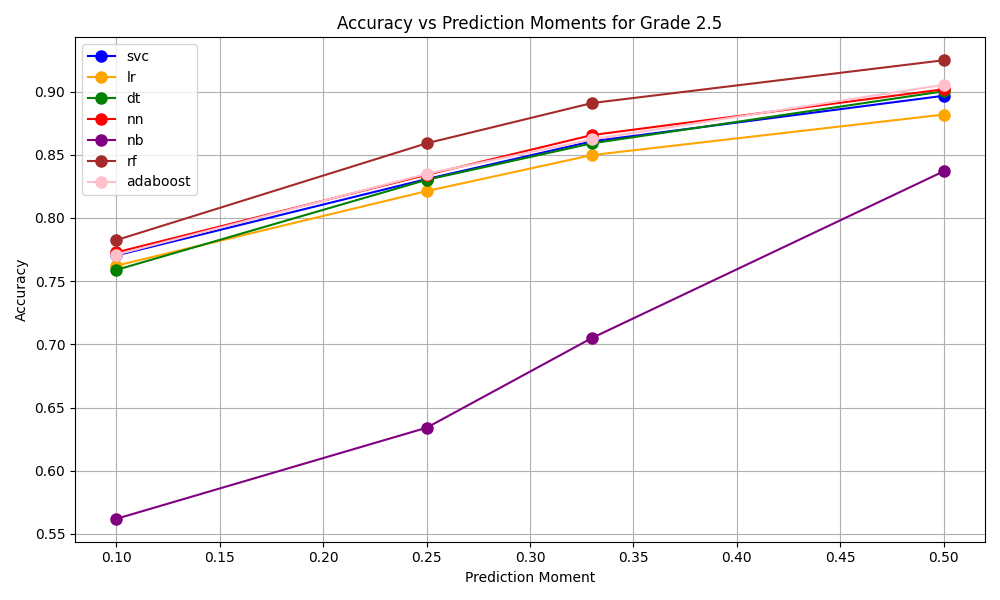 Accuracy vs Prediction Moments for Grade 2.5
svc
lr
dt
nn
nb
rf
adaboost
Accuracy
0.90
0.85
0.80
0.75
0.70
0.65
0.60
0.55
0.10 0.15 0.20 0.25 0.30 0.35 0.40 0.45 0.50
Prediction Moment